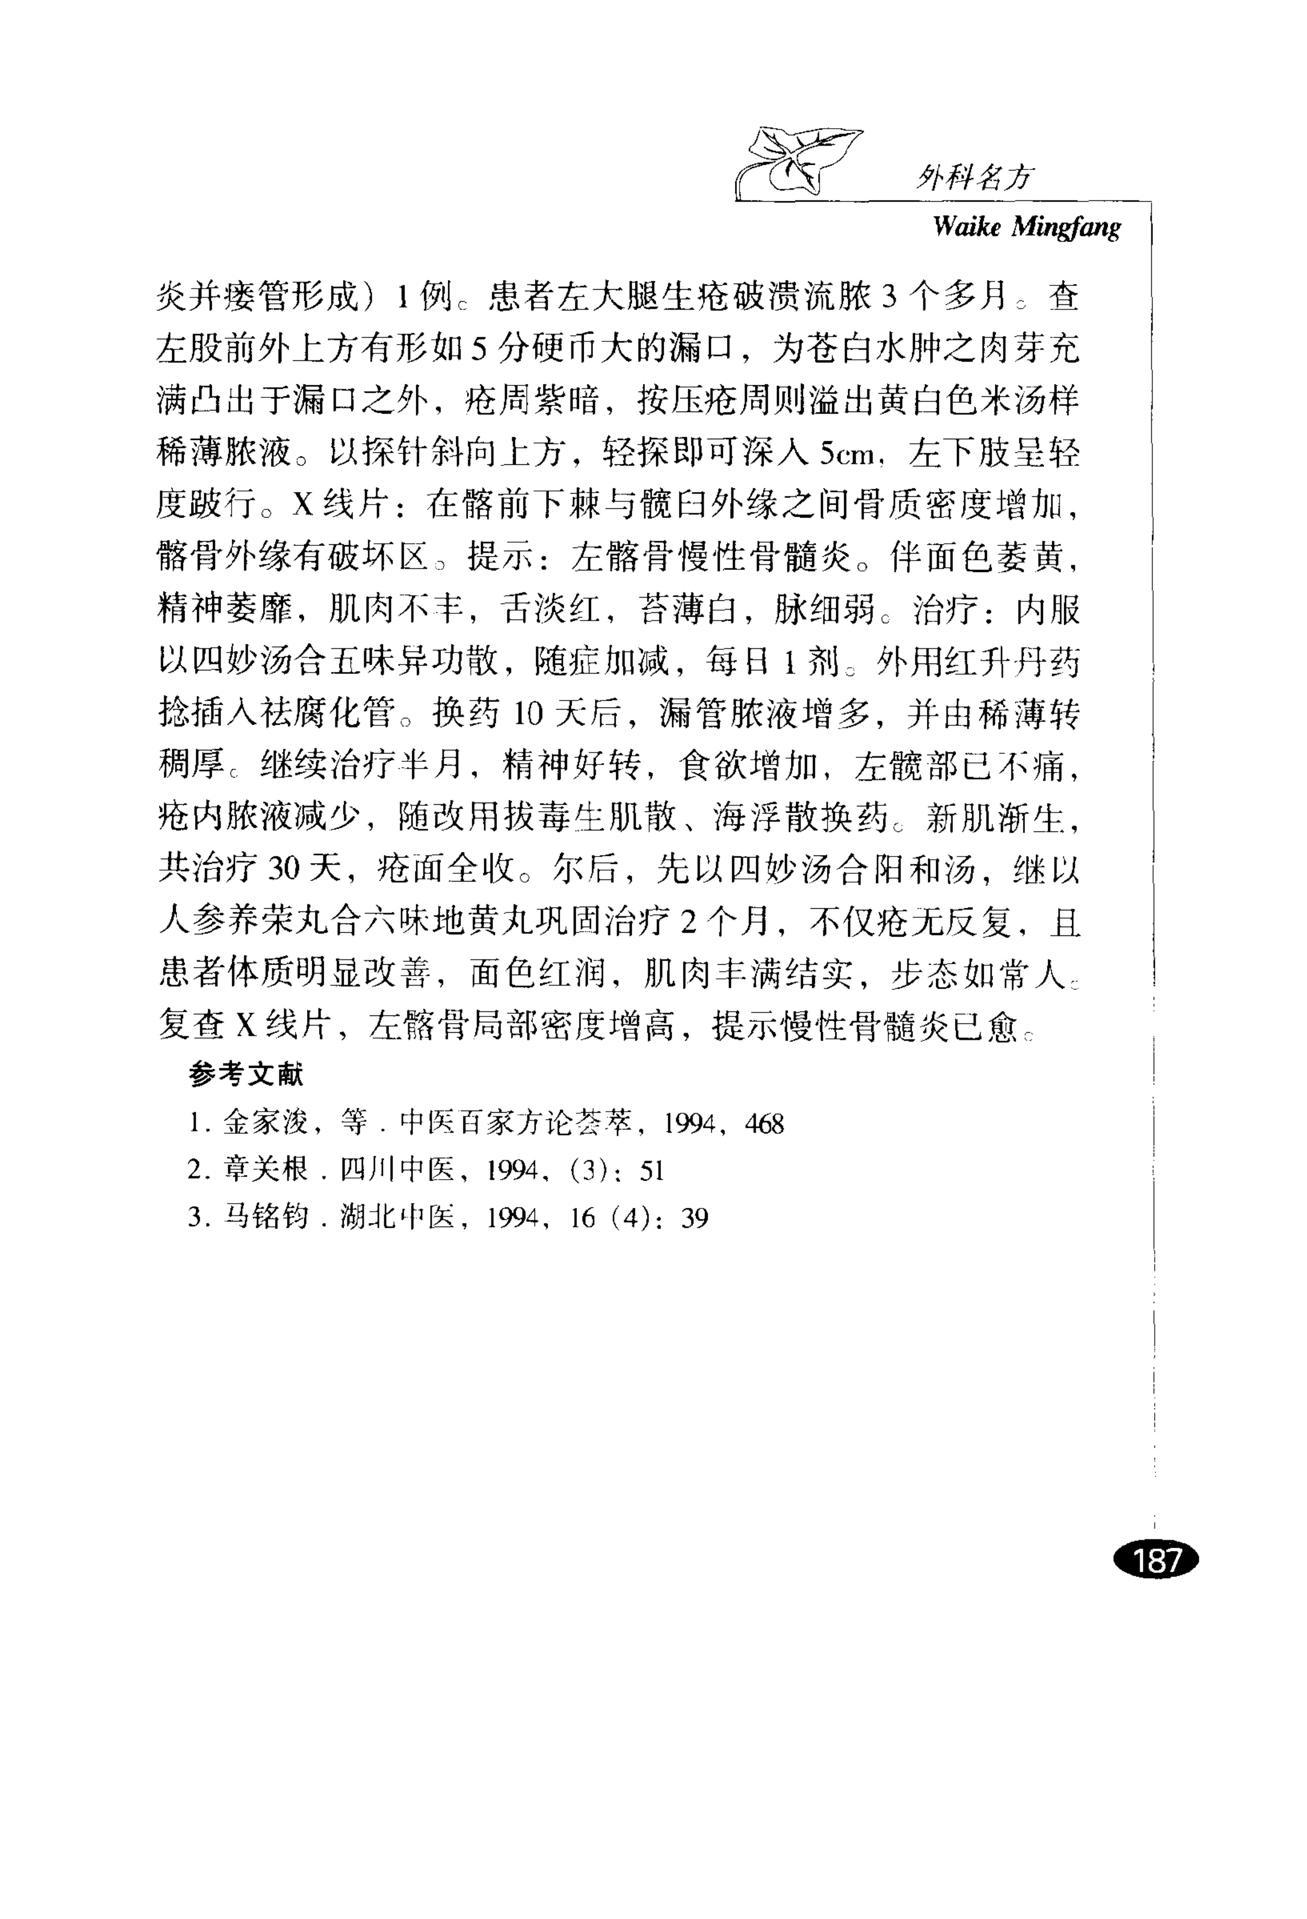 外科名方
Waike Mingfang
炎并瘘管形成）1例。患者左大腿生疮破溃流脓3个多月。查
左股前外上方有形如5分硬币大的漏口，为苍白水肿之肉芽充
满凸出于漏口之外，疮周紫暗，按压疮周则溢出黄白色米汤样
稀薄脓液。以探针斜向上方，轻探即可深入5cm，左下肢呈轻
度跛行。X线片：在髂前下棘与髋臼外缘之间骨质密度增加，
髂骨外缘有破坏区。提示：左髂骨慢性骨髓炎。伴面色萎黄，
精神萎靡，肌肉不丰，舌淡红，苔薄白，脉细弱。治疗：内服
以四妙汤合五味异功散，随症加减，每日1剂。外用红升丹药
捻插入祛腐化管。换药10天后，漏管脓液增多，并由稀薄转
稠厚。继续治疗半月，精神好转，食欲增加，左髋部已不痛，
疮内脓液减少，随改用拔毒生肌散、海浮散换药。新肌渐生，
共治疗30天，疮面全收。尔后，先以四妙汤合阳和汤，继以
人参养荣丸合六味地黄丸巩固治疗2个月，不仅疮无反复，且
患者体质明显改善，面色红润，肌肉丰满结实，步态如常人。
复查X线片，左髂骨局部密度增高，提示慢性骨髓炎已愈。
参考文献
1. 金家浚，等．中医百家方论荟萃，1994，468
2. 章关根．四川中医，1994，（3）：51
3. 马铭钧．湖北中医，1994，16（4）：39
187